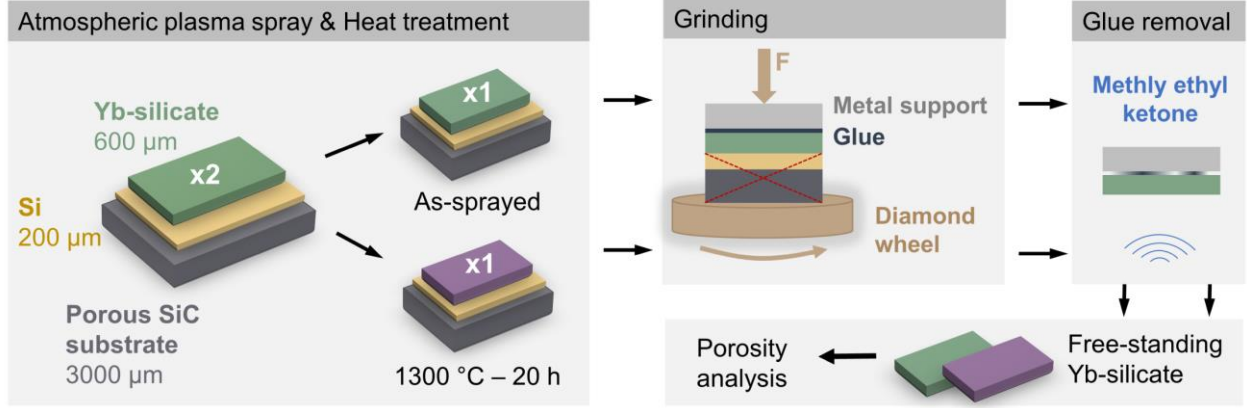 Atmospheric plasma spray & Heat treatment
Yb-silicate
600 µm
x2
Si
200 µm
Porous SiC
substrate
3000 µm
x1
As-sprayed
x1
1300 °C – 20 h
Grinding
F
Metal support
Glue
Diamond
wheel
Glue removal
Methly ethyl
ketone
Free-standing
Yb-silicate
Porosity
analysis